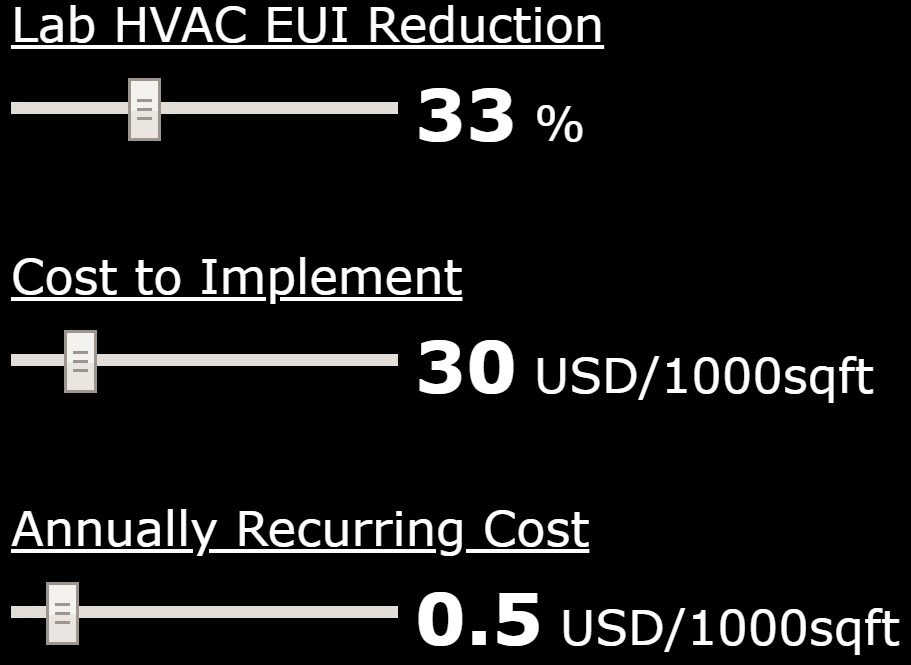 Lab HVAC EUI Reduction
33 %
Cost to Implement
30 USD/1000sqft
Annually Recurring Cost
0.5 USD/1000sqft